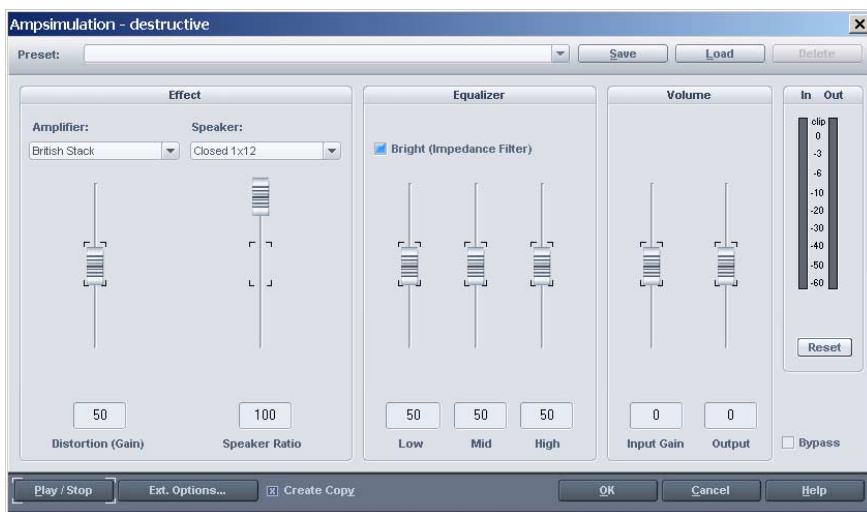 Ampsimulation - destructive
Preset:
Save
Load
Delete
Effect
Equalizer
Volume
In Out
Amplifier:
Speaker:
British Stack
Closed 1x12
Bright (Impedance Filter)
clip
0
-3
-6
-10
-20
-30
-40
-50
-60
Reset
50
100
50
50
50
0
0
Distortion (Gain)
Speaker Ratio
Low
Mid
High
Input Gain
Output
Bypass
Play / Stop
Ext. Options...
Create Copy
OK
Cancel
Help